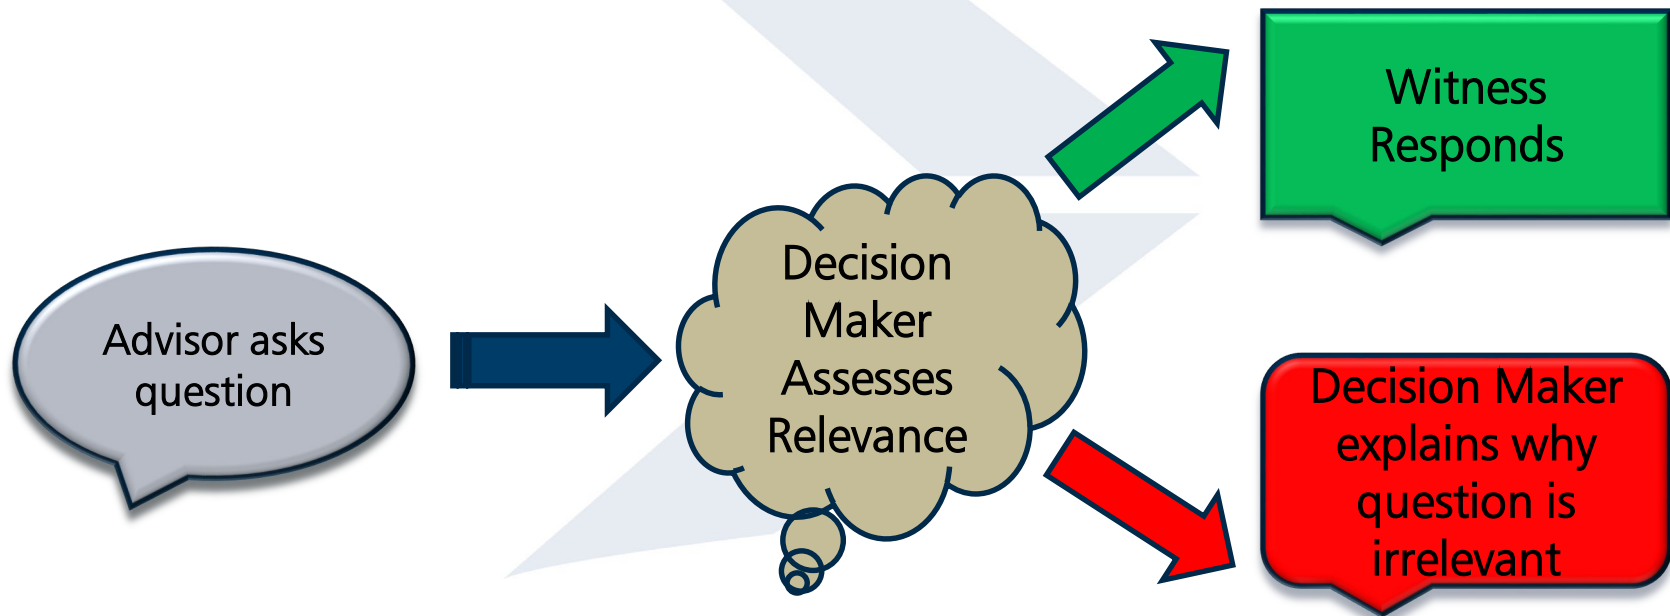 Advisor asks
question
Decision
Maker
Assesses
Relevance
Witness
Responds
Decision Maker
explains why
question is
irrelevant